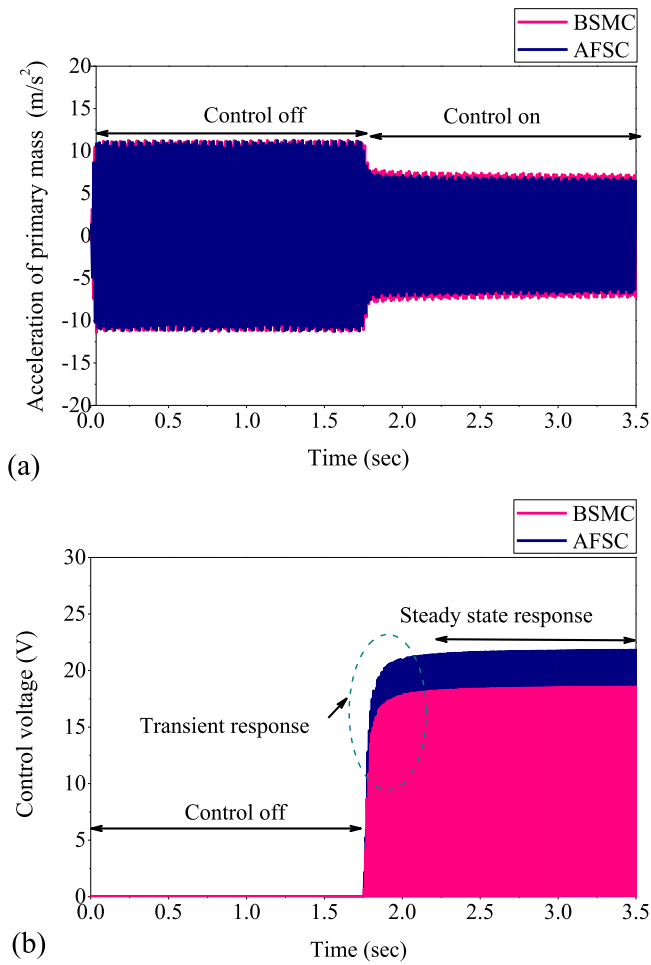 BSMC
AFSC
Acceleration of primary mass (m/s²)
20
15
10
5
0
-5
-10
-15
-20
Control off
Control on
0.0 0.5 1.0 1.5 2.0 2.5 3.0 3.5
Time (sec)
(a)
BSMC
AFSC
Control voltage (V)
30
25
20
15
10
5
0
Steady state response
Transient response
Control off
0.0 0.5 1.0 1.5 2.0 2.5 3.0 3.5
Time (sec)
(b)